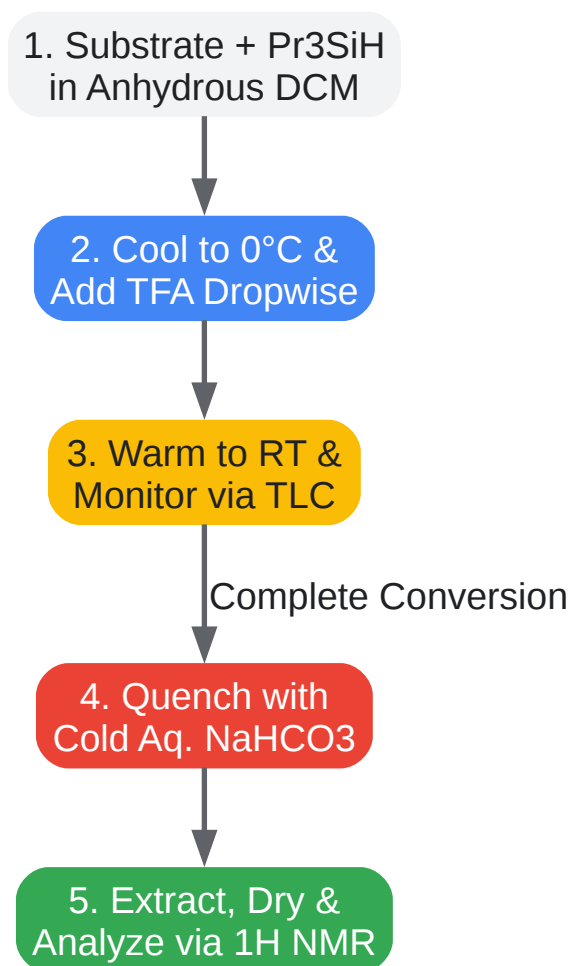 1. Substrate + Pr3SiH
in Anhydrous DCM
2. Cool to 0°C &
Add TFA Dropwise
3. Warm to RT &
Monitor via TLC
Complete Conversion
4. Quench with
Cold Aq. NaHCO3
5. Extract, Dry &
Analyze via 1H NMR